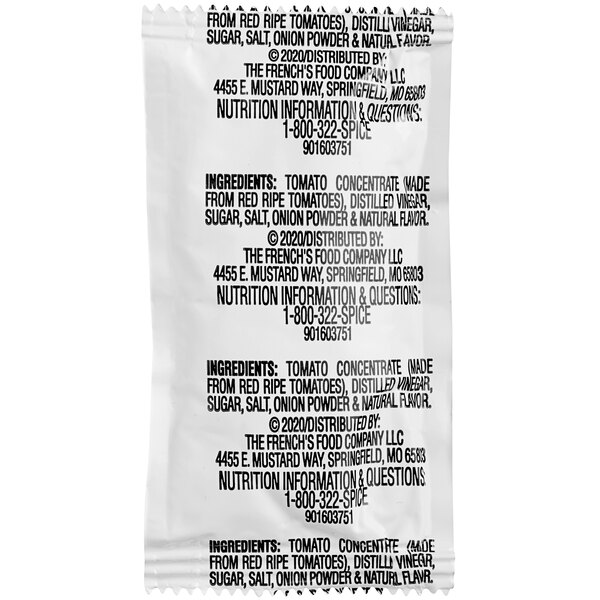 FROM RED RIPE TOMATOES), DISTILL VINEGAR,
SUGAR, SALT, ONION POWDER & NATURAL FLAVOR.
© 2020/DISTRIBUTED BY:
THE FRENCH'S FOOD COMPANY LLC
4455 E. MUSTARD WAY, SPRINGFIELD, MO 65803
NUTRITION INFORMATION & QUESTIONS:
1-800-322-SPICE
901603751
INGREDIENTS: TOMATO CONCENTRATE (MADE
FROM RED RIPE TOMATOES), DISTILLED VINEGAR,
SUGAR, SALT, ONION POWDER & NATURAL FLAVOR.
© 2020/DISTRIBUTED BY:
THE FRENCH'S FOOD COMPANY LLC
4455 E. MUSTARD WAY, SPRINGFIELD, MO 65803
NUTRITION INFORMATION & QUESTIONS:
1-800-322-SPICE
901603751
INGREDIENTS: TOMATO CONCENTRATE (MADE
FROM RED RIPE TOMATOES), DISTILLED VINEGAR,
SUGAR, SALT, ONION POWDER & NATURAL FLAVOR.
© 2020/DISTRIBUTED BY:
THE FRENCH'S FOOD COMPANY LLC
4455 E. MUSTARD WAY, SPRINGFIELD, MO 65803
NUTRITION INFORMATION & QUESTIONS:
1-800-322-SPICE
901603751
INGREDIENTS: TOMATO CONCENTRATE (MADE
FROM RED RIPE TOMATOES), DISTILLED VINEGAR,
SUGAR, SALT, ONION POWDER & NATURAL FLAVR.